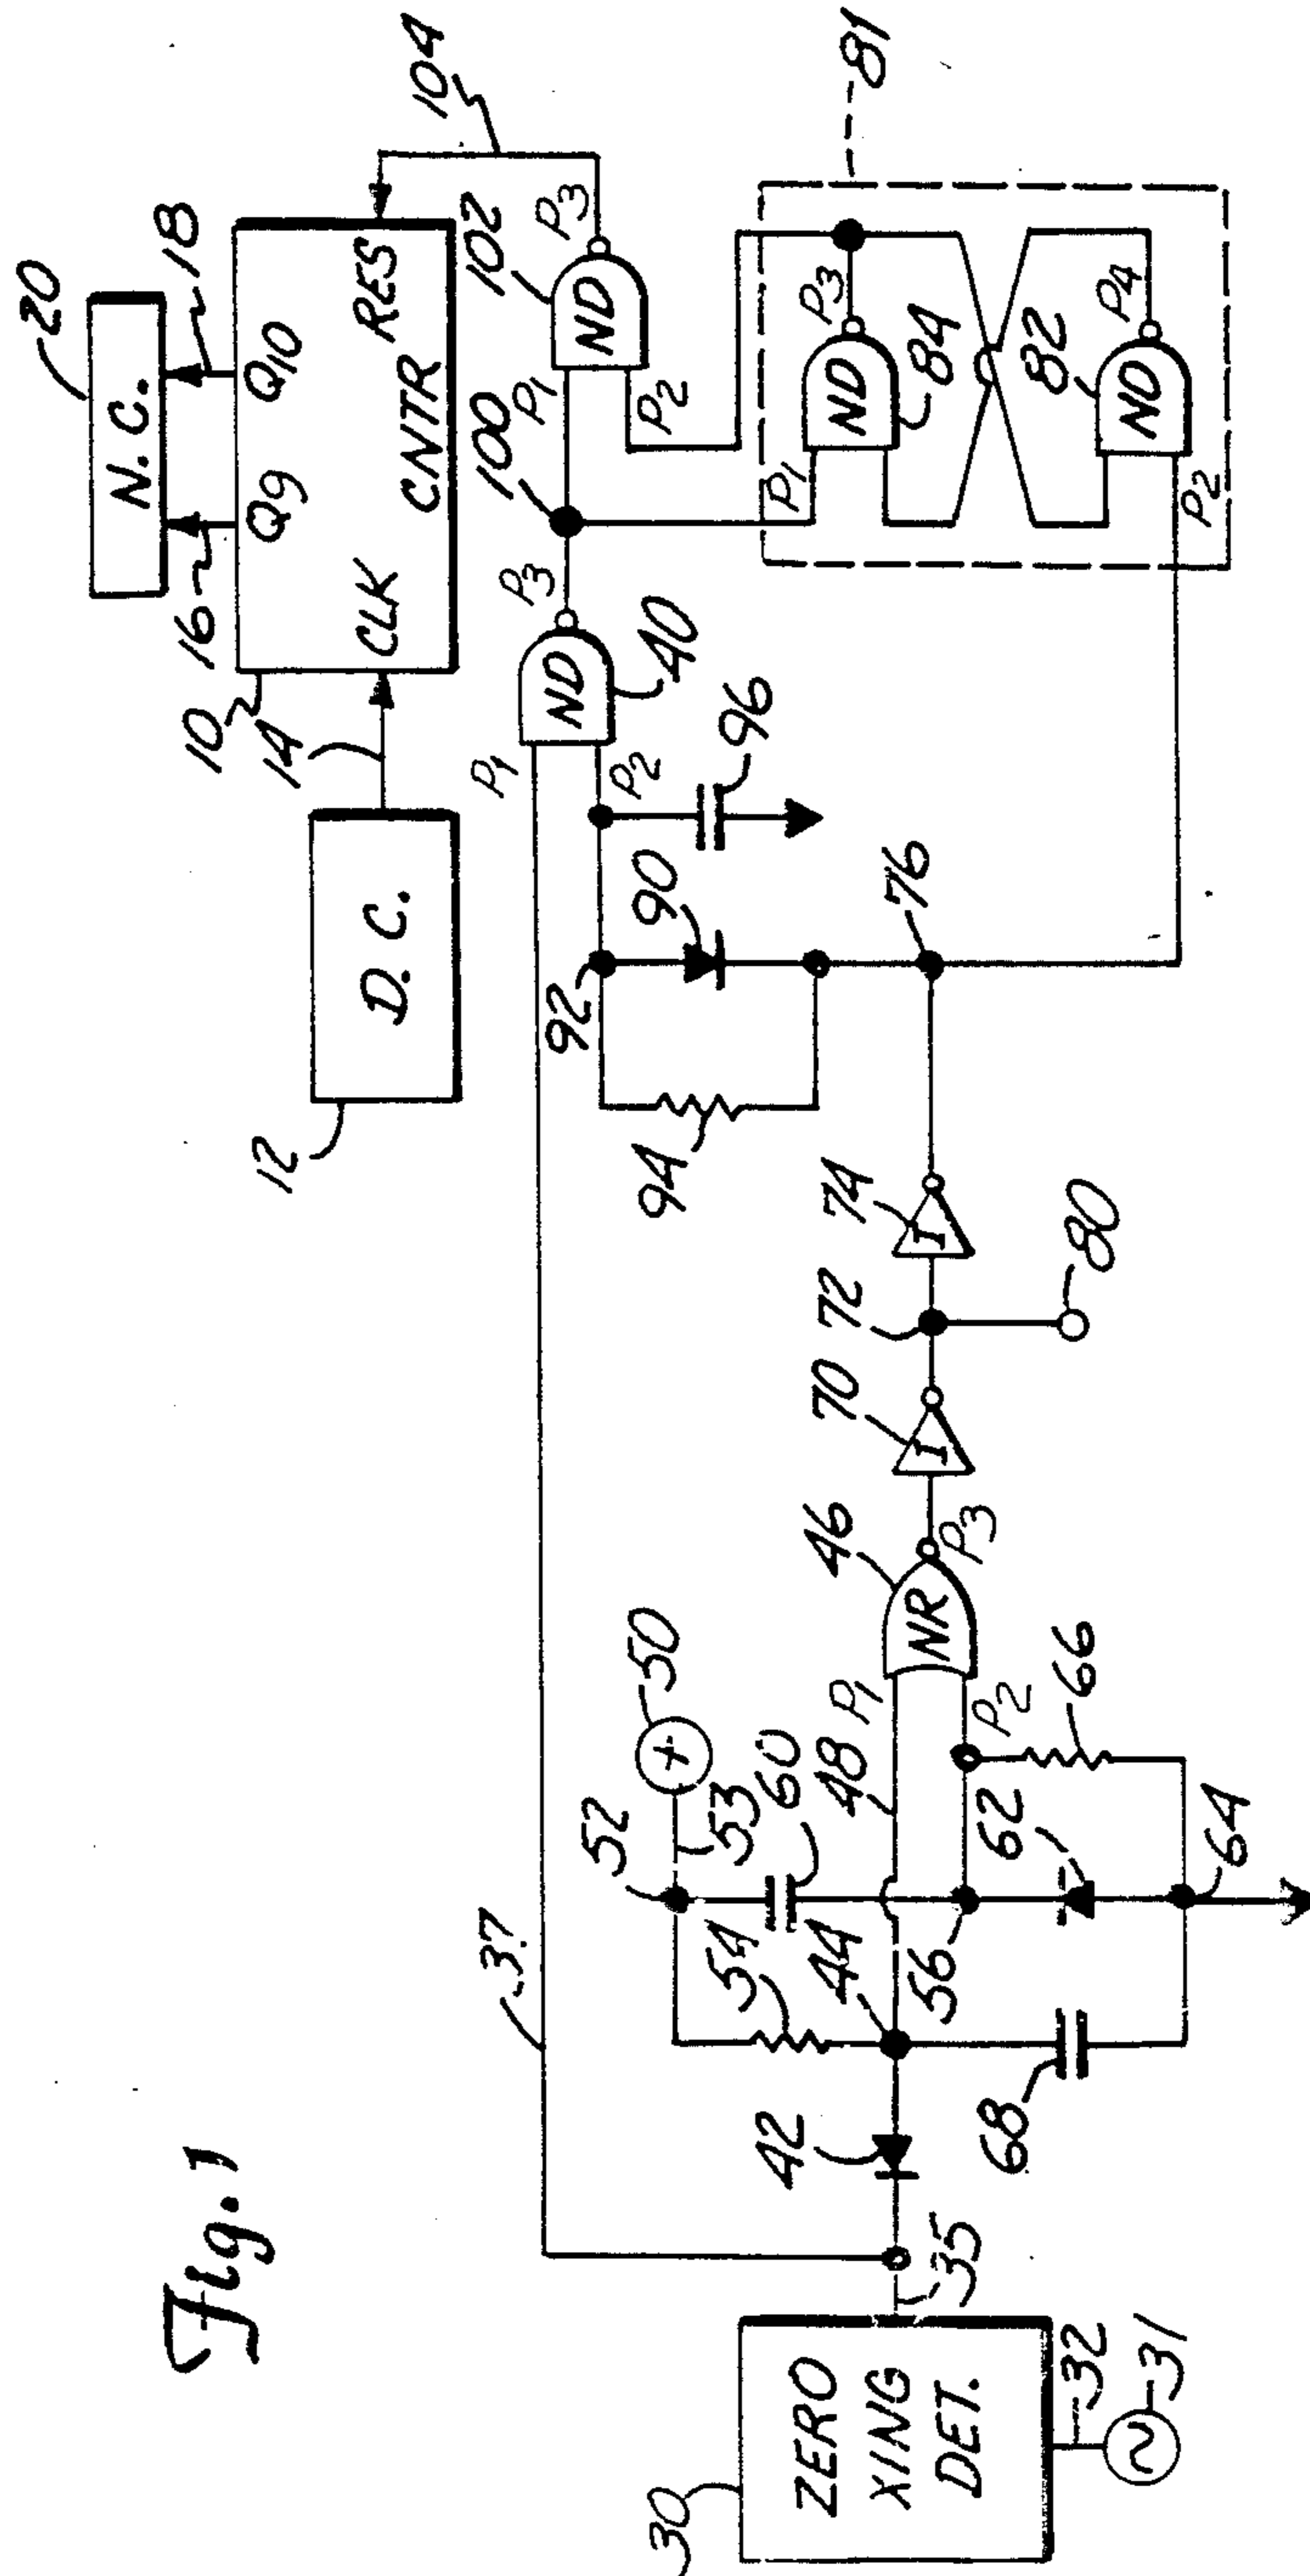 Fig. 1
20
N. C.
16
18
Q9
Q10
10
CLK
RES
CNTR
104
14
12
D. C.
37
P1
P2
ND
P3
40
100
P1
P2
ND
P3
102
92
90
96
94
76
81
P1
ND
P3
84
82
ND
P4
P2
52
50
+
53
54
60
44
48
P1
46
NR
P3
P2
70
I
72
74
I
80
56
62
66
64
42
68
35
30
ZERO
XING
DET.
32
31